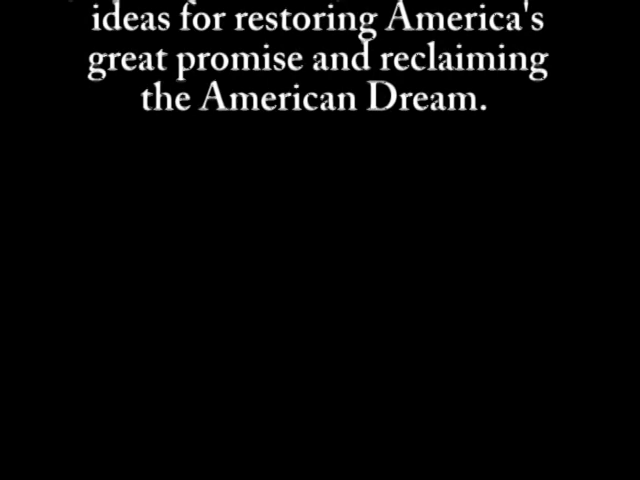 ideas for restoring America's
great promise and reclaiming
the American Dream.